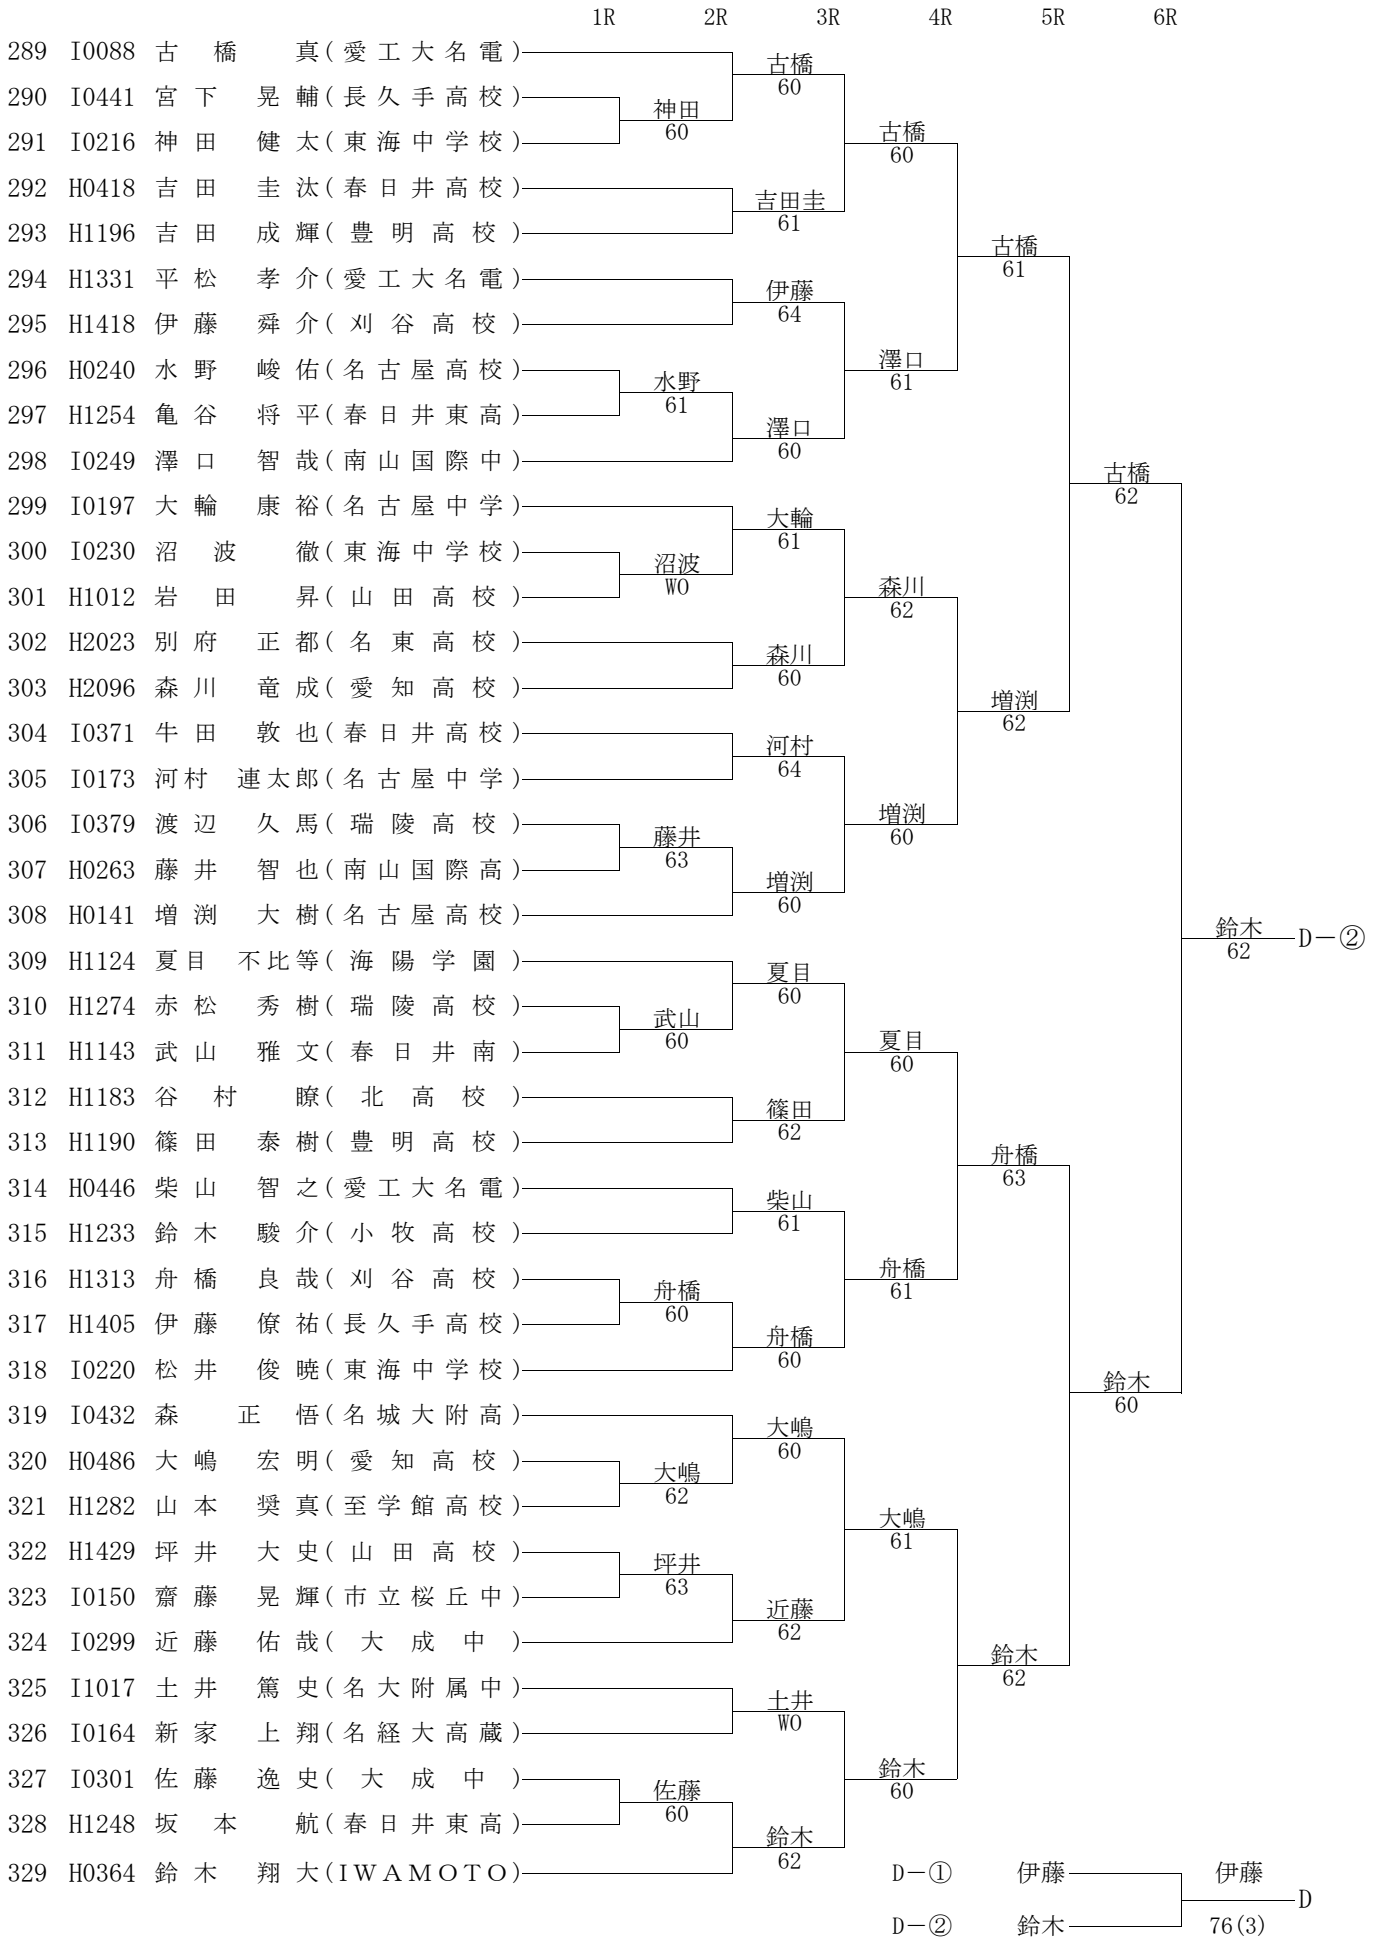 1R 2R 3R 4R 5R 6R
289 I0088 古橋 真(愛工大名電)
古橋
60
290 I0441 宮下 晃輔(長久手高校)
神田
60
291 I0216 神田 健太(東海中学校)
古橋
60
292 H0418 吉田 圭汰(春日井高校)
吉田圭
61
293 H1196 吉田 成輝(豊明高校)
古橋
61
294 H1331 平松 孝介(愛工大名電)
伊藤
64
295 H1418 伊藤 舜介(刈谷高校)
澤口
61
296 H0240 水野 峻佑(名古屋高校)
水野
61
297 H1254 亀谷 将平(春日井東高)
澤口
60
298 I0249 澤口 智哉(南山国際中)
古橋
62
299 I0197 大輪 康裕(名古屋中学)
大輪
61
300 I0230 沼波 徹(東海中学校)
沼波
WO
301 H1012 岩田 昇(山田高校)
森川
62
302 H2023 別府 正都(名東高校)
森川
60
303 H2096 森川 竜成(愛知高校)
増渕
62
304 I0371 牛田 敦也(春日井高校)
河村
64
305 I0173 河村 連太郎(名古屋中学)
増渕
60
306 I0379 渡辺 久馬(瑞陵高校)
藤井
63
307 H0263 藤井 智也(南山国際高)
増渕
60
308 H0141 増渕 大樹(名古屋高校)
鈴木
62
D-②
309 H1124 夏目 不比等(海陽学園)
夏目
60
310 H1274 赤松 秀樹(瑞陵高校)
武山
60
311 H1143 武山 雅文(春日井南)
夏目
60
312 H1183 谷村 瞭(北高校)
篠田
62
313 H1190 篠田 泰樹(豊明高校)
舟橋
63
314 H0446 柴山 智之(愛工大名電)
柴山
61
315 H1233 鈴木 駿介(小牧高校)
舟橋
61
316 H1313 舟橋 良哉(刈谷高校)
舟橋
60
317 H1405 伊藤 僚祐(長久手高校)
舟橋
60
318 I0220 松井 俊暁(東海中学校)
鈴木
60
319 I0432 森 正悟(名城大附高)
大嶋
60
320 H0486 大嶋 宏明(愛知高校)
大嶋
62
321 H1282 山本 奨真(至学館高校)
大嶋
61
322 H1429 坪井 大史(山田高校)
坪井
63
323 I0150 齋藤 晃輝(市立桜丘中)
近藤
62
324 I0299 近藤 佑哉(大成中)
鈴木
62
325 I1017 土井 篤史(名大附属中)
土井
WO
326 I0164 新家 上翔(名経大高蔵)
鈴木
60
327 I0301 佐藤 逸史(大成中)
佐藤
60
328 H1248 坂本 航(春日井東高)
鈴木
62
329 H0364 鈴木 翔大(IWAMOTO)
D-① 伊藤 伊藤
D
D-② 鈴木 76(3)